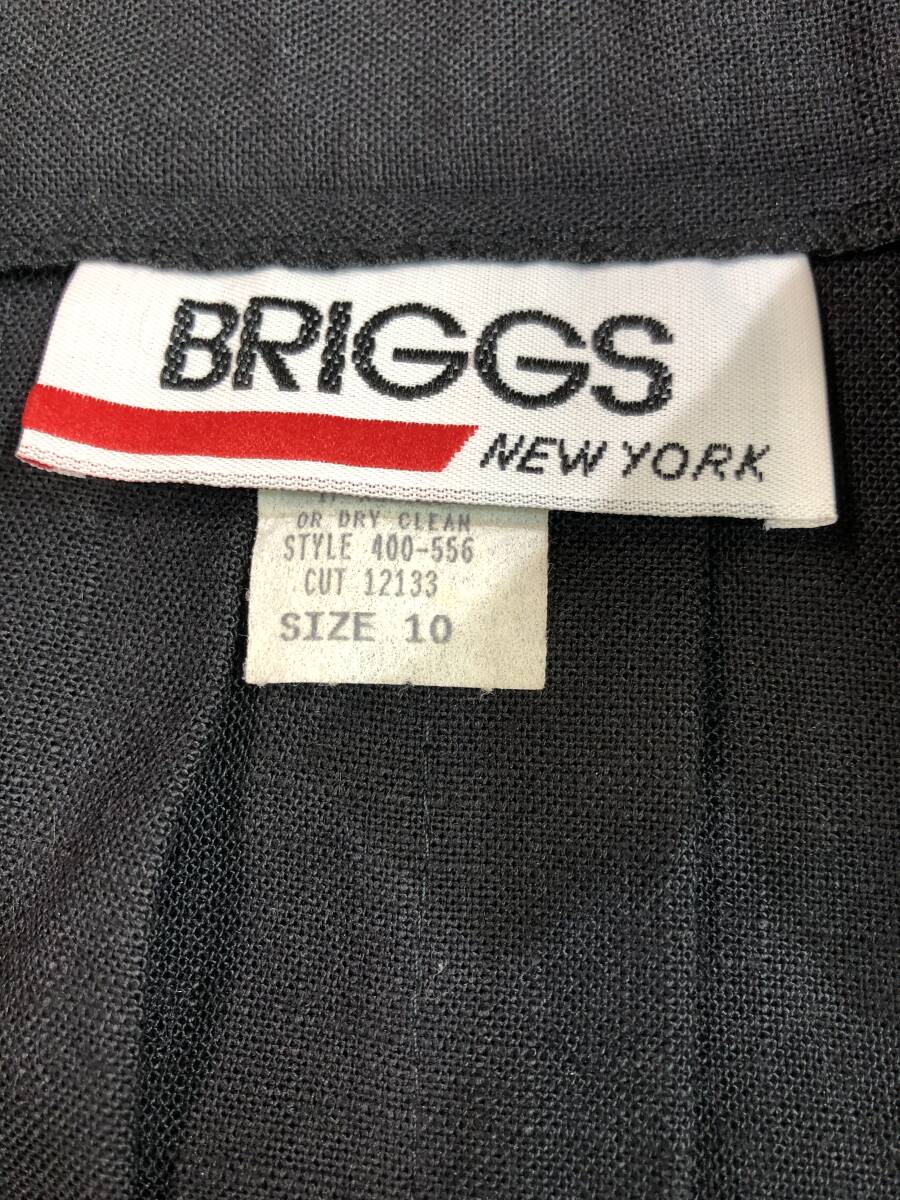 BRIGGS
NEW YORK
OR DRY CLEAN
STYLE 400-556
CUT 12133
SIZE 10